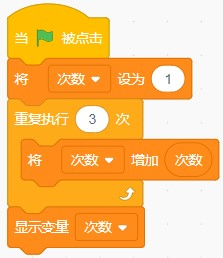 当 被点击
将 次数 设为 1
重复执行 3 次
将 次数 增加 次数
显示变量 次数